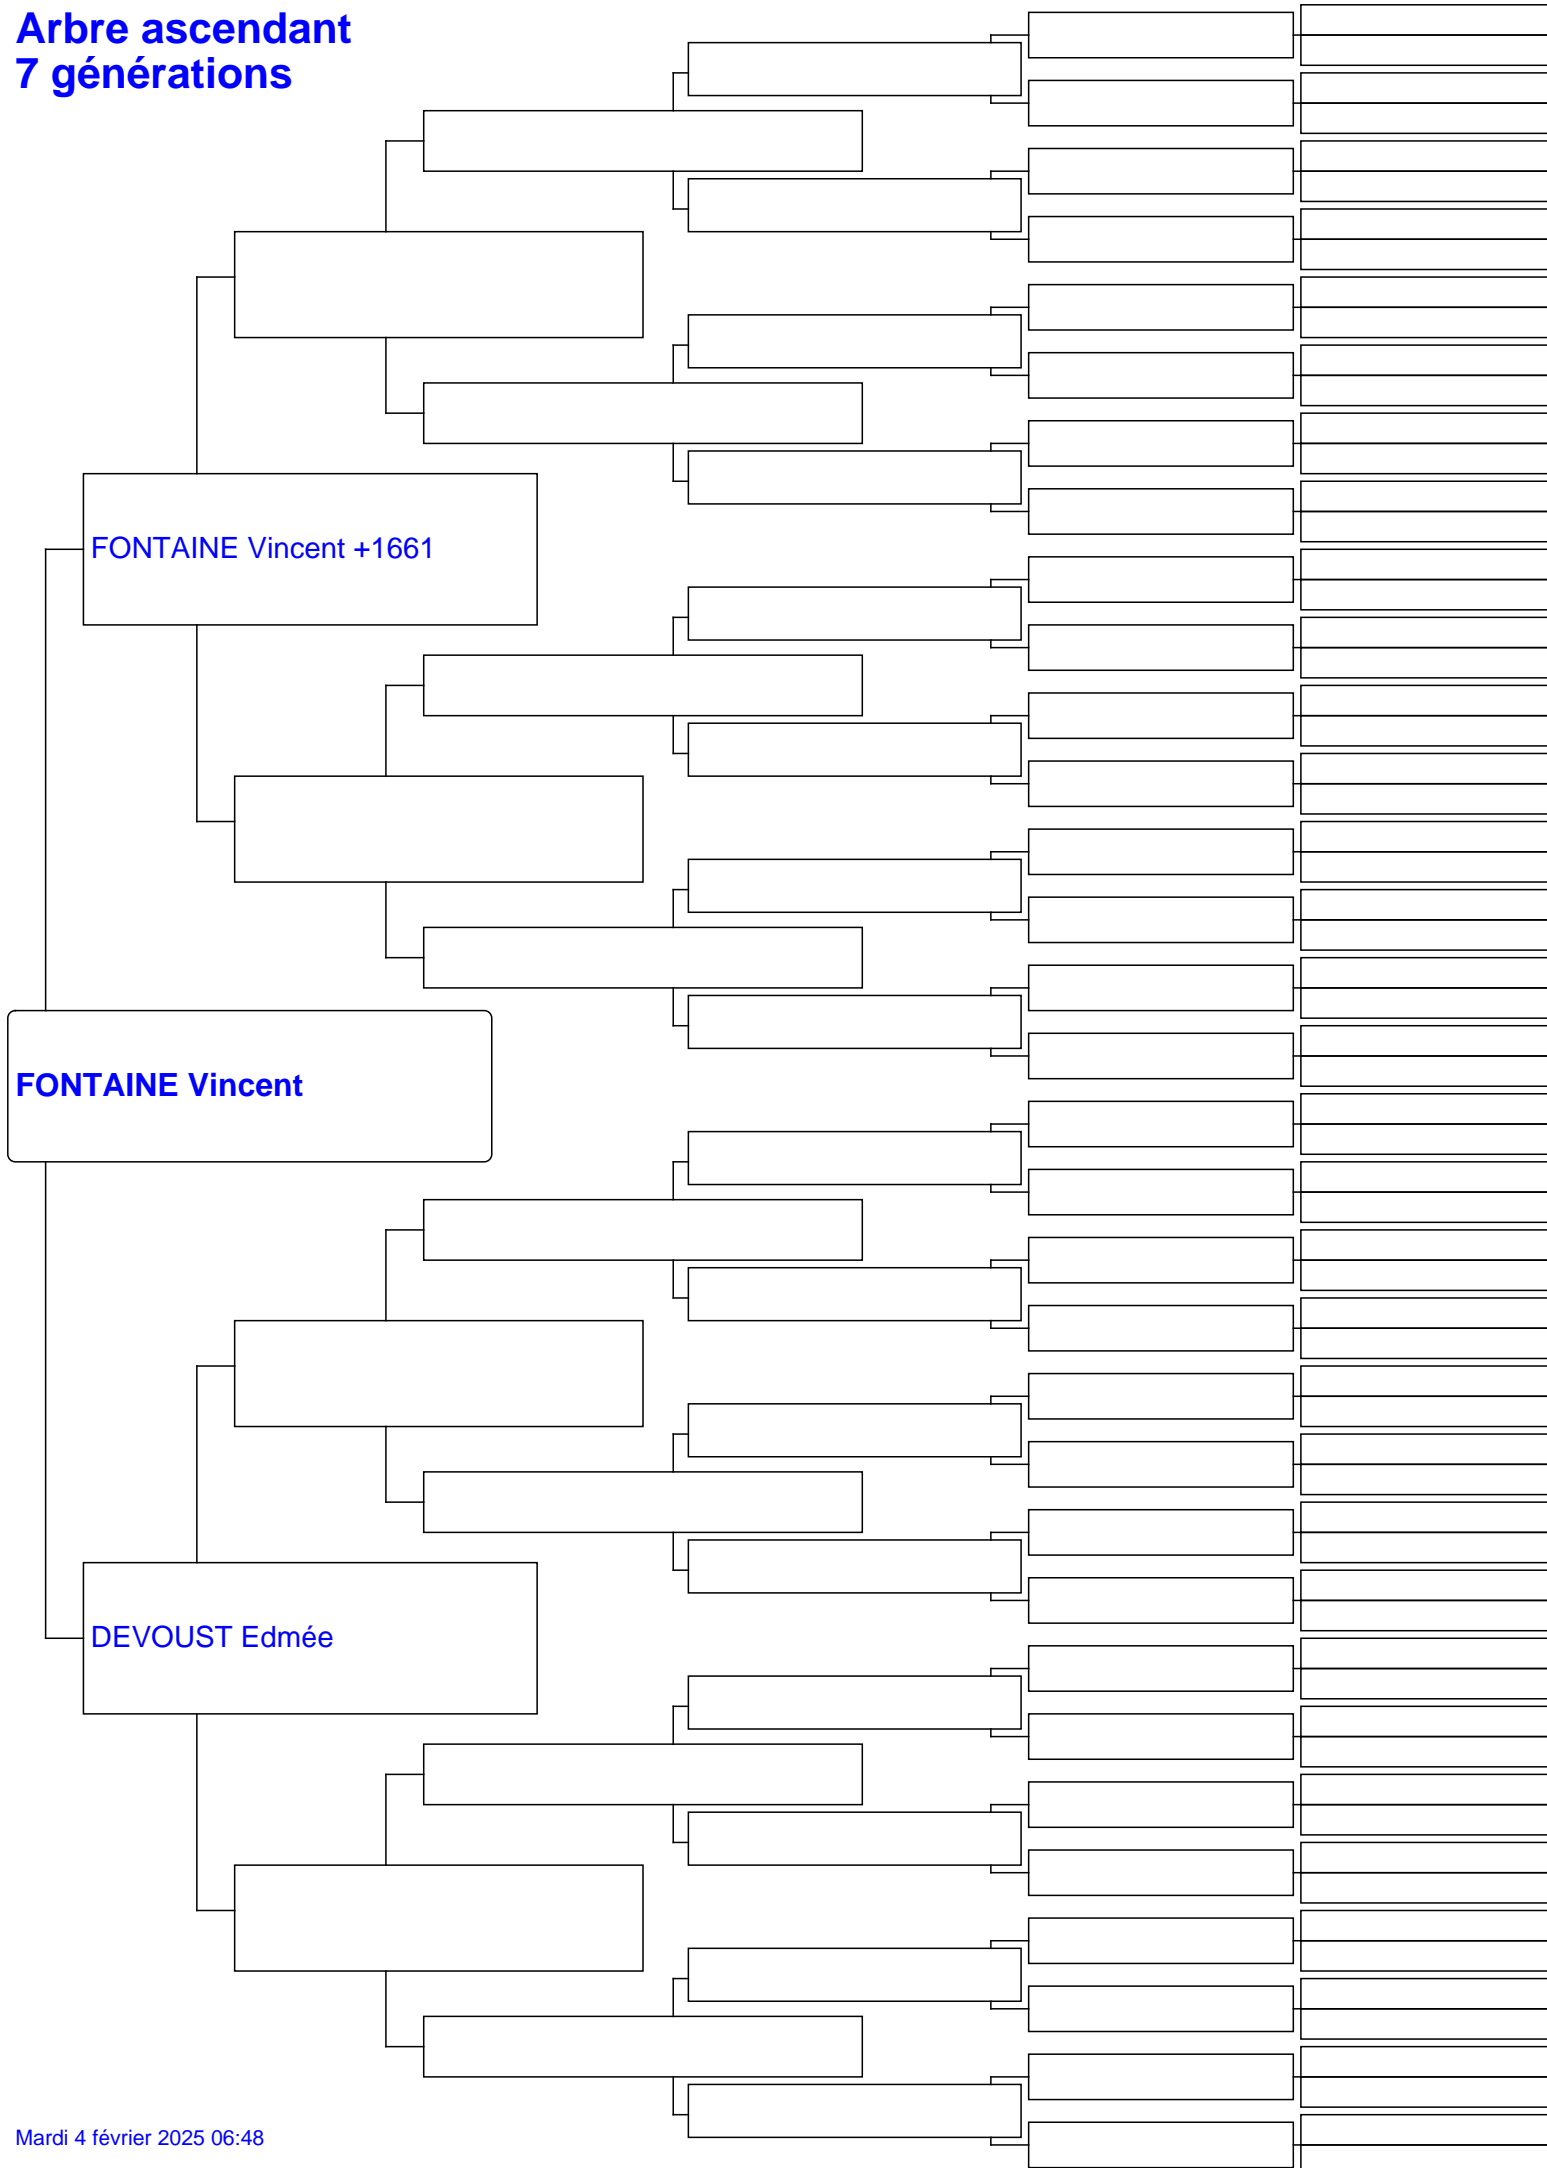 Arbre ascendant
7 générations
FONTAINE Vincent +1661
FONTAINE Vincent
DEVOUST Edmée
Mardi 4 février 2025 06:48